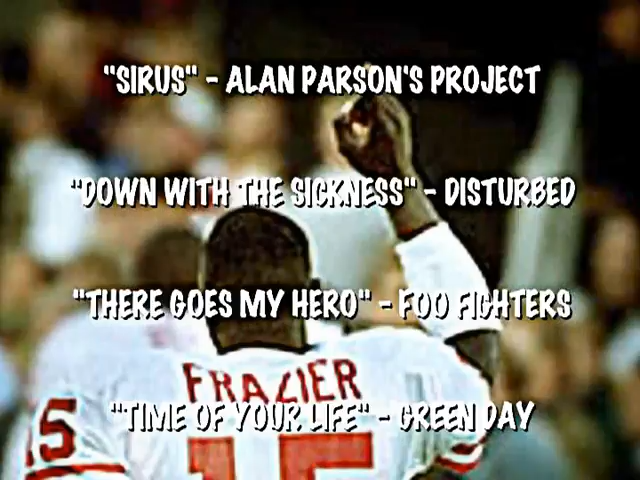 "SIRUS" - ALAN PARSON'S PROJECT
"DOWN WITH THE SICKNESS" - DISTURBED
"THERE GOES MY HERO" - FOO FIGHTERS
FRAZIER
"TIME OF YOUR LIFE" - GREEN DAY
15
15